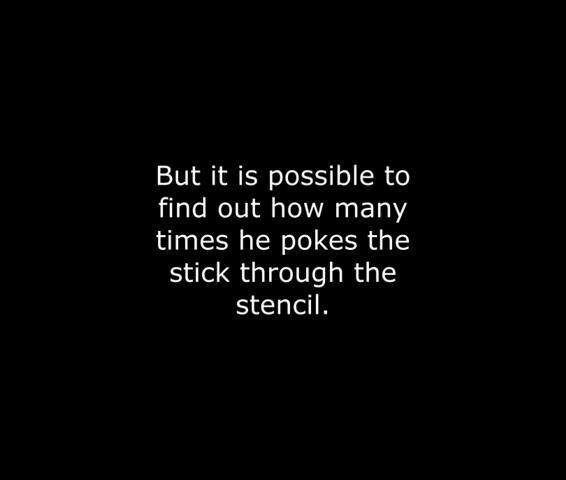 But it is possible to
find out how many
times he pokes the
stick through the
stencil.